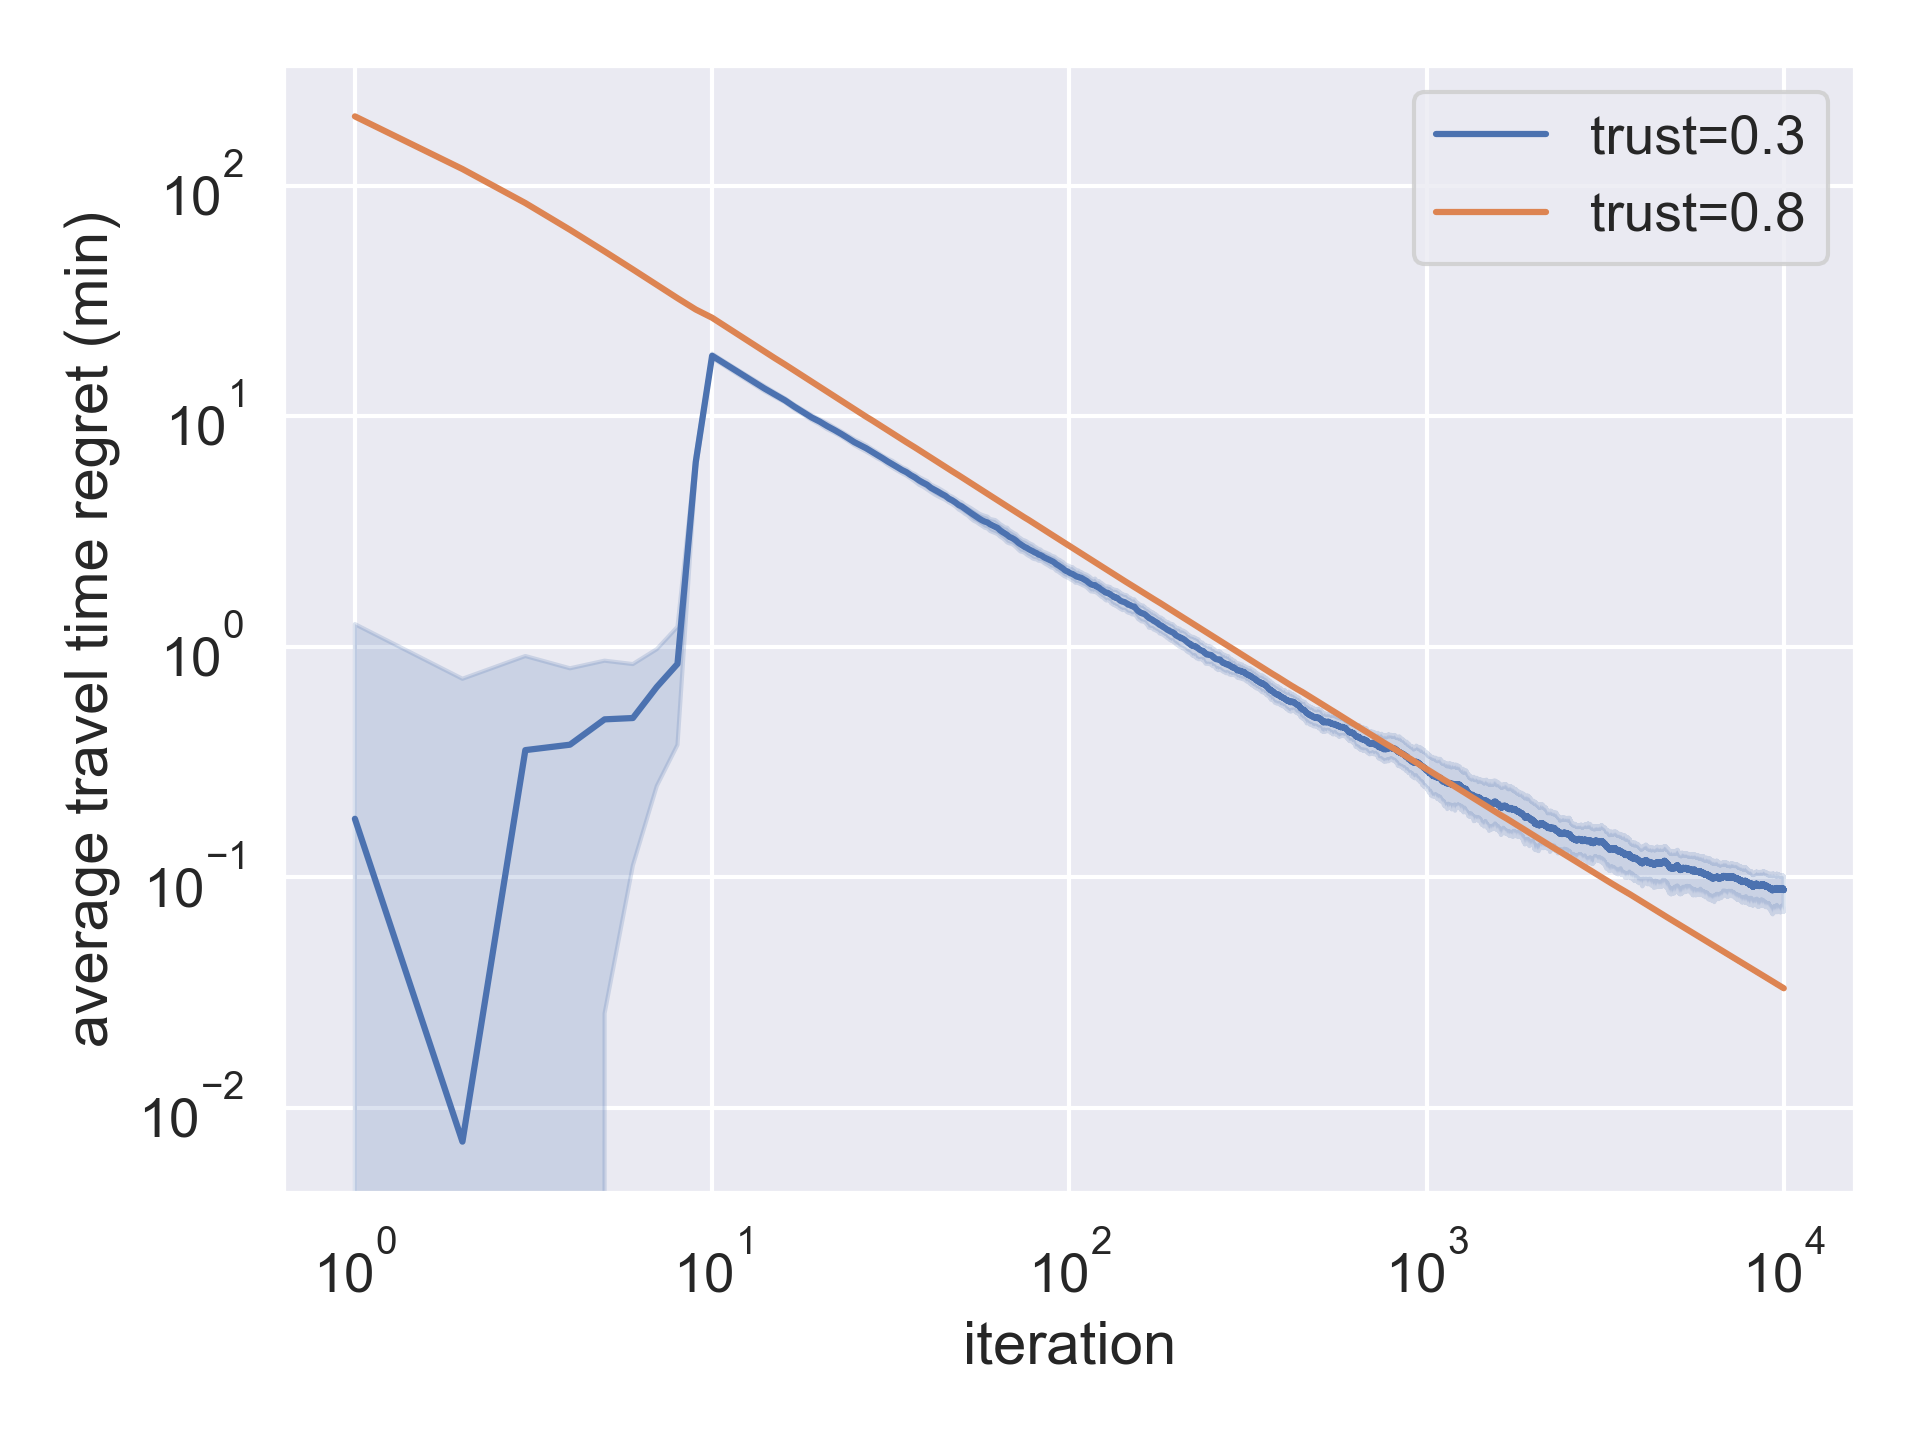 average travel time regret (min)
10^2
10^1
10^0
10^−1
10^−2
trust=0.3
trust=0.8
10^0 10^1 10^2 10^3 10^4
iteration